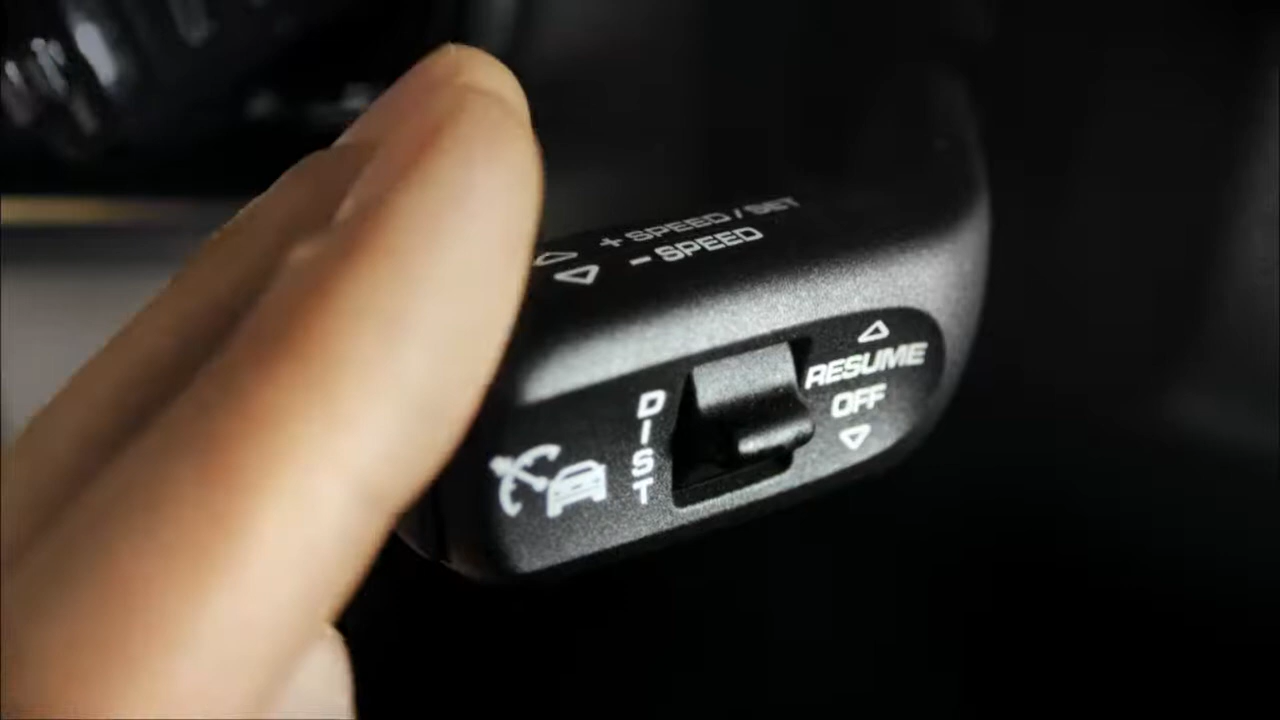 + SPEED / SET
− SPEED
DIST
RESUME
OFF